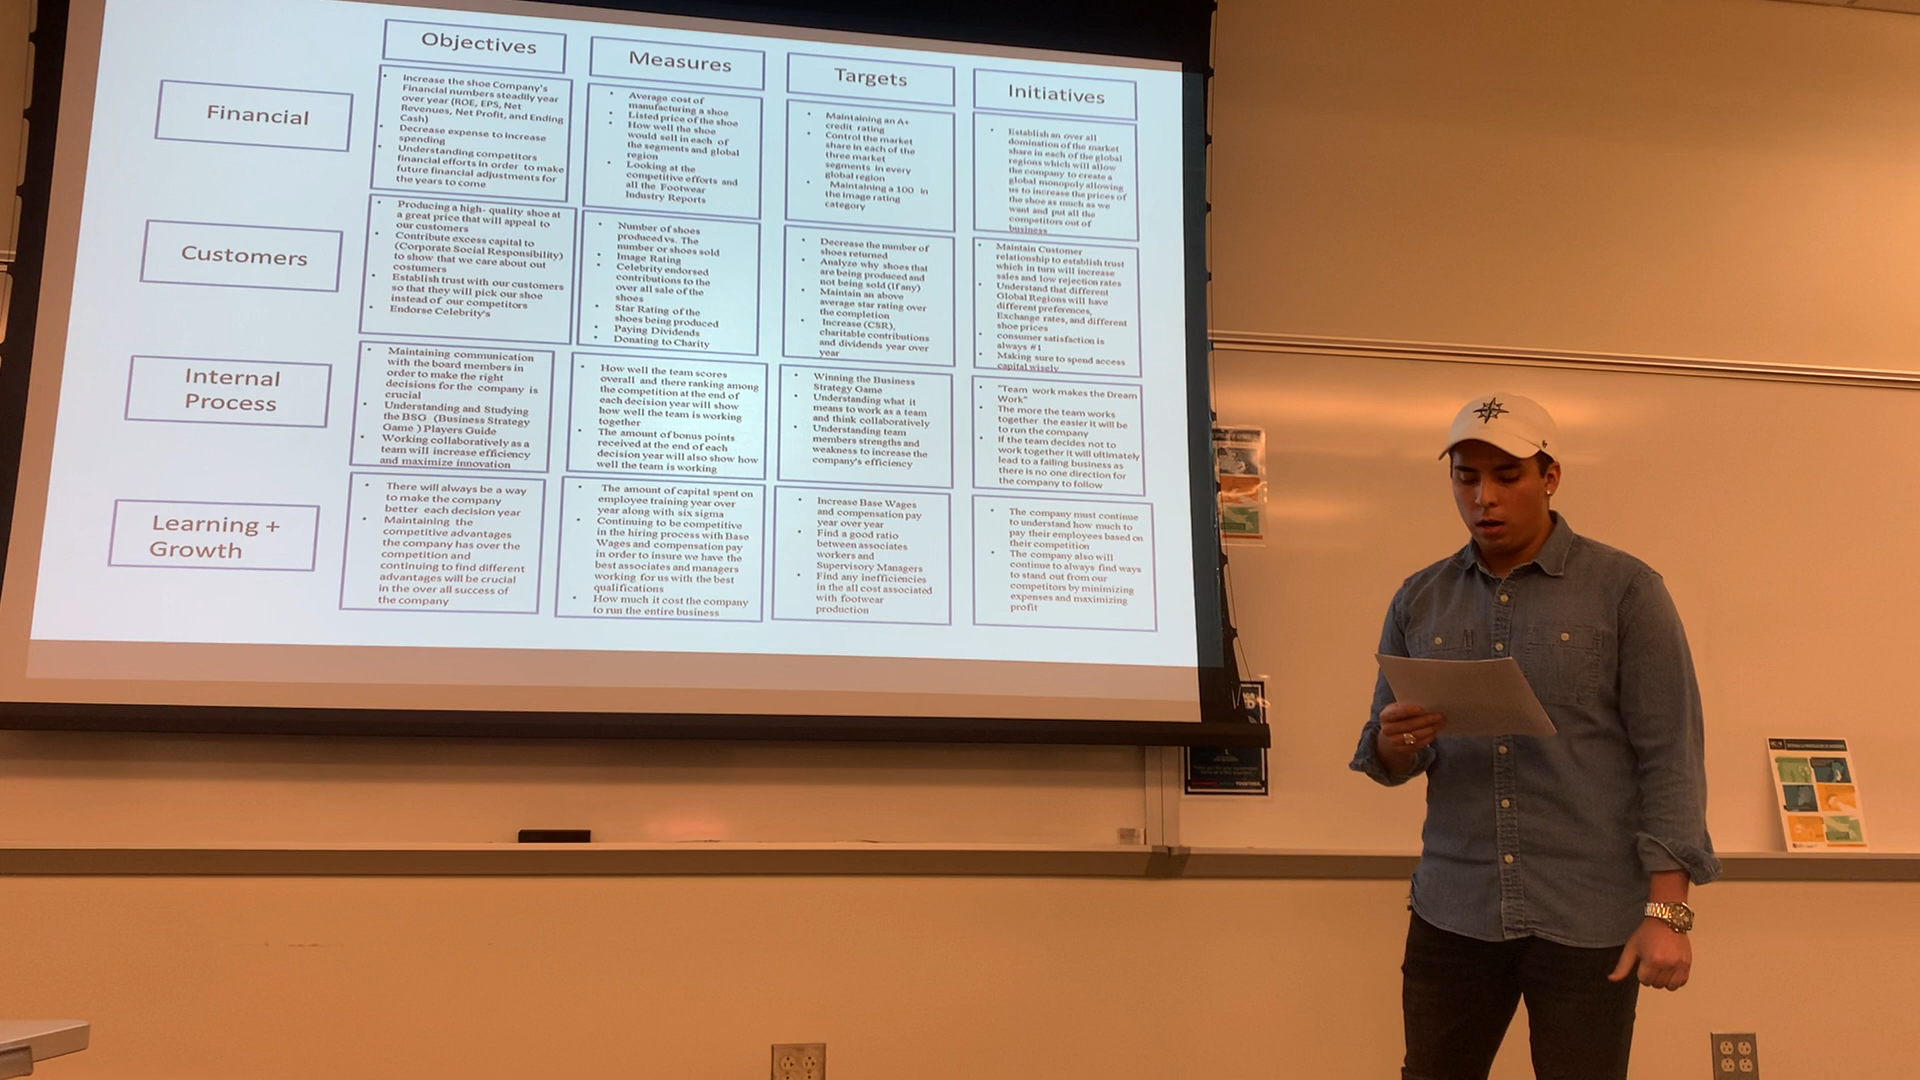 Objectives
Measures
Targets
Initiatives
Financial
• Increase the shoe Company's
Financial numbers steadily year
over year (ROE, EPS, Net
Revenues, Net Profit, and Ending
Cash)
• Decrease expense to increase
spending
• Understanding competitors
financial efforts in order to make
future financial adjustments for
the years to come
• Average cost of
manufacturing a shoe
• Listed price of the shoe
• How well the shoe
would sell in each of
the segments and global
region
• Looking at the
competitive efforts and
all the Footwear
Industry Reports
• Maintaining an A+
credit rating
• Control the market
share in each of the
three market
segments in every
global region
• Maintaining a 100 in
the image rating
category
• Establish an over all
domination of the market
share in each of the global
regions which will allow
the company to create a
global monopoly allowing
us to increase the prices of
the shoe as much as we
want and put all the
competitors out of
business
Customers
• Producing a high- quality shoe at
a great price that will appeal to
our customers
• Contribute excess capital to
(Corporate Social Responsibility)
to show that we care about out
costumers
• Establish trust with our customers
so that they will pick our shoe
instead of our competitors
• Endorse Celebrity's
• Number of shoes
produced vs. The
number or shoes sold
• Image Rating
• Celebrity endorsed
contributions to the
over all sale of the
shoes
• Star Rating of the
shoes being produced
• Paying Dividends
• Donating to Charity
• Decrease the number of
shoes returned
• Analyze why shoes that
are being produced and
not being sold (If any)
• Maintain an above
average star rating over
the completion
• Increase (CSR),
charitable contributions
and dividends year over
year
• Maintain Customer
relationship to establish trust
which in turn will increase
sales and low rejection rates
• Understand that different
Global Regions will have
different preferences,
Exchange rates, and different
shoe prices
• consumer satisfaction is
always #1
• Making sure to spend access
capital wisely
Internal
Process
• Maintaining communication
with the board members in
order to make the right
decisions for the company is
crucial
• Understanding and Studying
the BSG (Business Strategy
Game ) Players Guide
• Working collaboratively as a
team will increase efficiency
and maximize innovation
• How well the team scores
overall and there ranking among
the competition at the end of
each decision year will show
how well the team is working
together
• The amount of bonus points
received at the end of each
decision year will also show how
well the team is working
• Winning the Business
Strategy Game
• Understanding what it
means to work as a team
and think collaboratively
• Understanding team
members strengths and
weakness to increase the
company's efficiency
• "Team work makes the Dream
Work"
• The more the team works
together the easier it will be
to run the company
• If the team decides not to
work together it will ultimately
lead to a failing business as
there is no one direction for
the company to follow
Learning +
Growth
• There will always be a way
to make the company
better each decision year
• Maintaining the
competitive advantages
the company has over the
competition and
continuing to find different
advantages will be crucial
in the over all success of
the company
• The amount of capital spent on
employee training year over
year along with six sigma
• Continuing to be competitive
in the hiring process with Base
Wages and compensation pay
in order to insure we have the
best associates and managers
working for us with the best
qualifications
• How much it cost the company
to run the entire business
• Increase Base Wages
and compensation pay
year over year
• Find a good ratio
between associates
workers and
Supervisory Managers
• Find any inefficiencies
in the all cost associated
with footwear
production
• The company must continue
to understand how much to
pay their employees based on
their competition
• The company also will
continue to always find ways
to stand out from our
competitors by minimizing
expenses and maximizing
profit